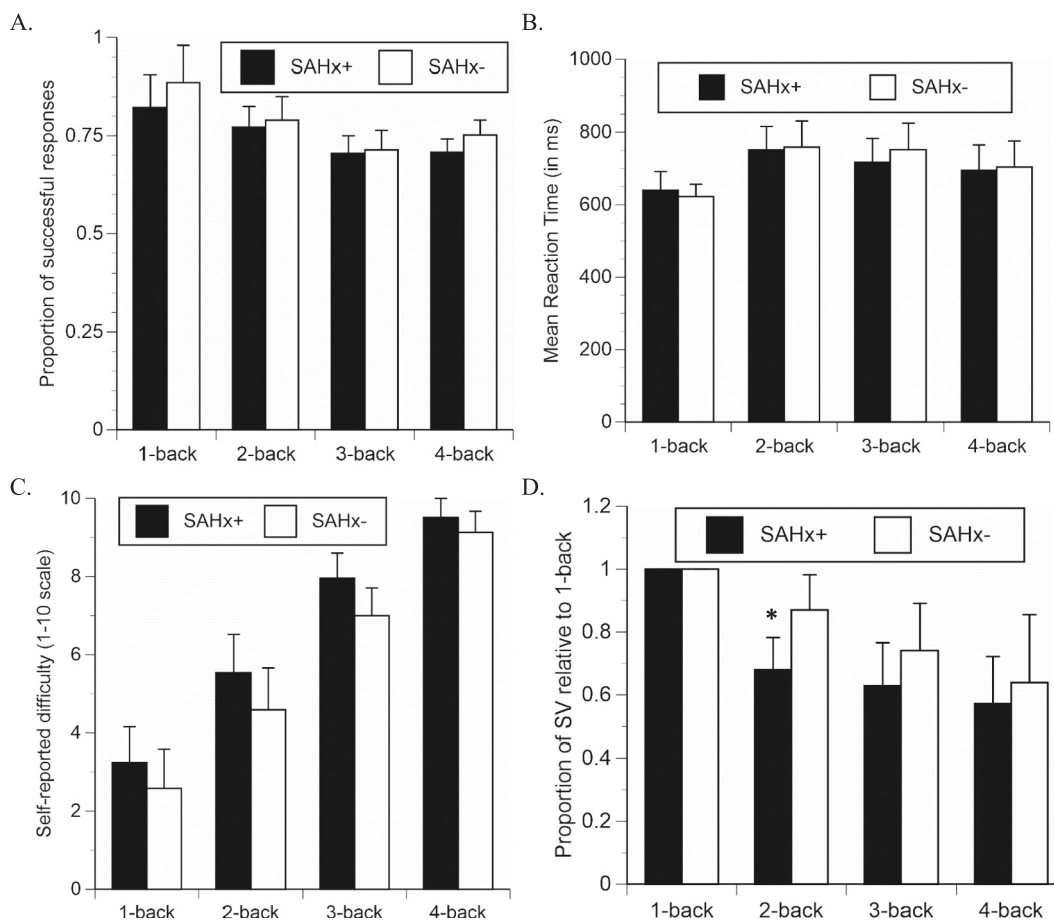 A.
Proportion of successful responses
1
0.75
0.5
0.25
0
SAHx+ SAHx-
1-back 2-back 3-back 4-back
B.
Mean Reaction Time (in ms)
1000
800
600
400
200
0
SAHx+ SAHx-
1-back 2-back 3-back 4-back
C.
Self-reported difficulty (1-10 scale)
10
8
6
4
2
0
SAHx+ SAHx-
1-back 2-back 3-back 4-back
D.
Proportion of SV relative to 1-back
1.2
1
0.8
0.6
0.4
0.2
0
SAHx+ SAHx-
*
1-back 2-back 3-back 4-back